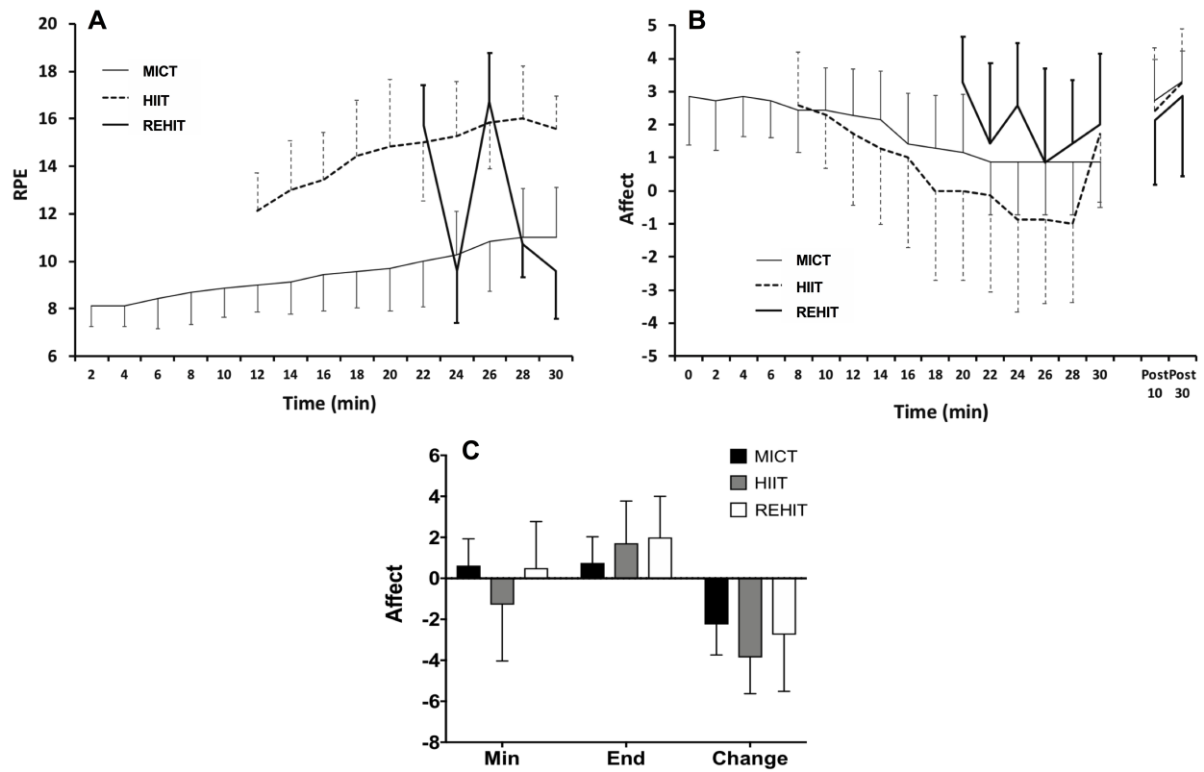 A
20
18
16
14
12
10
8
6
RPE
MICT
HIIT
REHIT
2 4 6 8 10 12 14 16 18 20 22 24 26 28 30
Time (min)
B
5
4
3
2
1
0
-1
-2
-3
-4
-5
Affect
MICT
HIIT
REHIT
0 2 4 6 8 10 12 14 16 18 20 22 24 26 28 30
Post Post
10 30
Time (min)
C
6
4
2
0
-2
-4
-6
-8
Affect
MICT
HIIT
REHIT
Min End Change